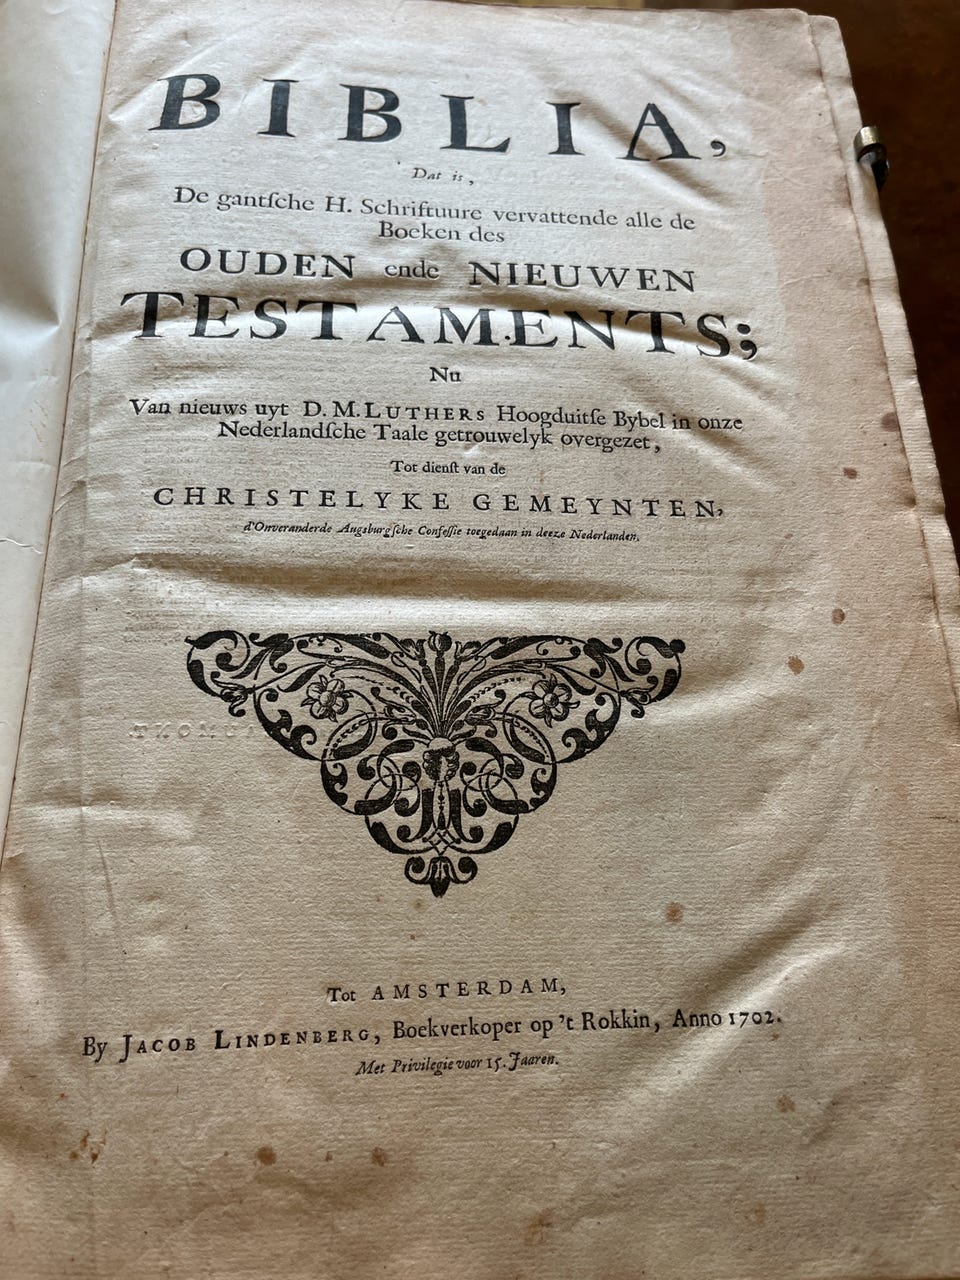 BIBLIA,
Dat is,
De gantſche H. Schriftuure vervattende alle de
Boeken des
OUDEN ende NIEUWEN
TESTAMENTS;
Nu
Van nieuws uyt D. M. LUTHERS Hoogduitſe Bybel in onze
Nederlandſche Taale getrouwelyk overgezet,
Tot dienſt van de
CHRISTELYKE GEMEYNTEN,
d'Onveranderde Augsburgſche Confeſſie toegedaan in deeze Nederlanden.
Tot AMSTERDAM,
By JACOB LINDENBERG, Boekverkoper op 't Rokkin, Anno 1702.
Met Privilegie voor 15. Jaaren.